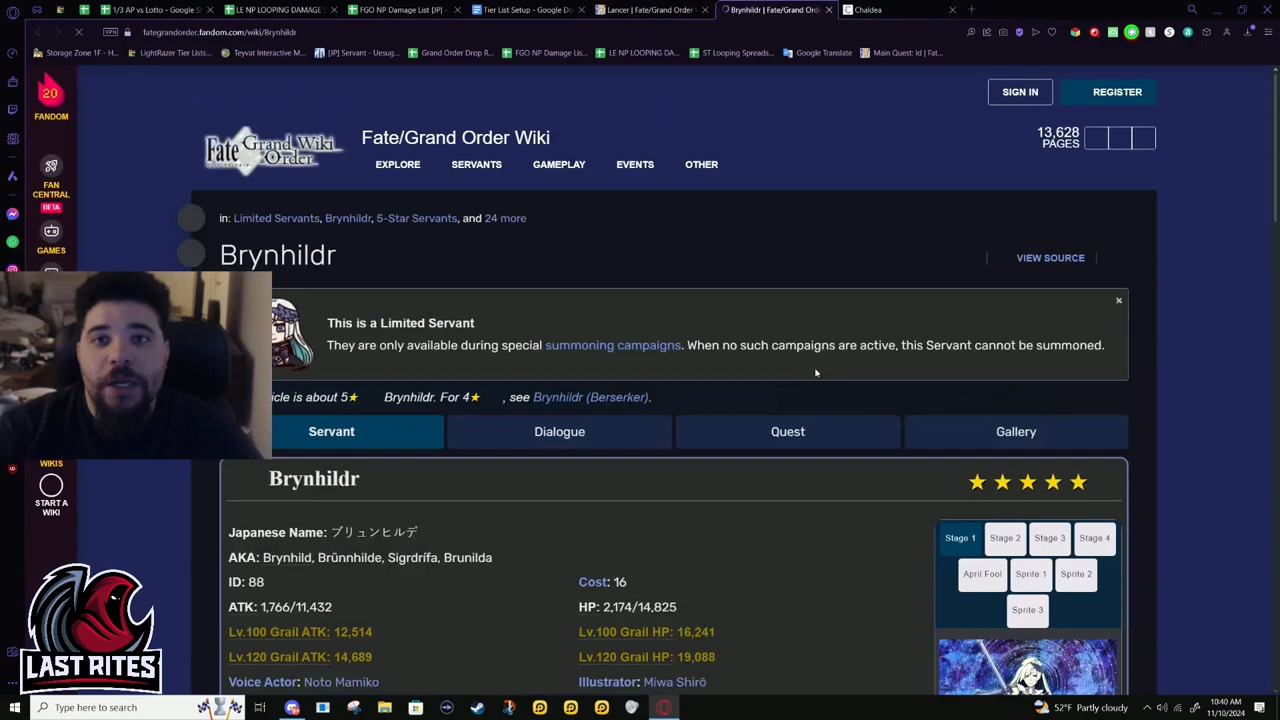 1/3 AP vs Lotto - Google S
LE NP LOOPING DAMAGE S
FGO NP Damage List [JP] -
Tier List Setup - Google Do
Lancer | Fate/Grand Order
Brynhildr | Fate/Grand Orde
Chaldea
VPN
fategrandorder.fandom.com/wiki/Brynhildr
Storage Zone 1F - H...
LightRazer Tier Lists...
Teyvat Interactive M...
[JP] Servant - Uesug...
Grand Order Drop R...
FGO NP Damage Lis...
LE NP LOOPING DA...
ST Looping Spreads...
Google Translate
Main Quest: Id | Fat...
20
FANDOM
FAN CENTRAL
BETA
GAMES
WIKIS
START A WIKI
SIGN IN
REGISTER
Fate Grand Order Wiki
Fate/Grand Order Wiki
13,628 PAGES
EXPLORE
SERVANTS
GAMEPLAY
EVENTS
OTHER
in: Limited Servants, Brynhildr, 5-Star Servants, and 24 more
Brynhildr
VIEW SOURCE
This is a Limited Servant
They are only available during special summoning campaigns. When no such campaigns are active, this Servant cannot be summoned.
icle is about 5★ Brynhildr. For 4★ , see Brynhildr (Berserker).
Servant
Dialogue
Quest
Gallery
Brynhildr
★★★★★
Japanese Name: ブリュンヒルデ
AKA: Brynhild, Brünnhilde, Sigrdrífa, Brunilda
ID: 88
Cost: 16
ATK: 1,766/11,432
HP: 2,174/14,825
Lv.100 Grail ATK: 12,514
Lv.100 Grail HP: 16,241
Lv.120 Grail ATK: 14,689
Lv.120 Grail HP: 19,088
Voice Actor: Noto Mamiko
Illustrator: Miwa Shirō
Stage 1
Stage 2
Stage 3
Stage 4
April Fool
Sprite 1
Sprite 2
Sprite 3
LAST RITES
Type here to search
52°F Partly cloudy
10:40 AM
11/10/2024